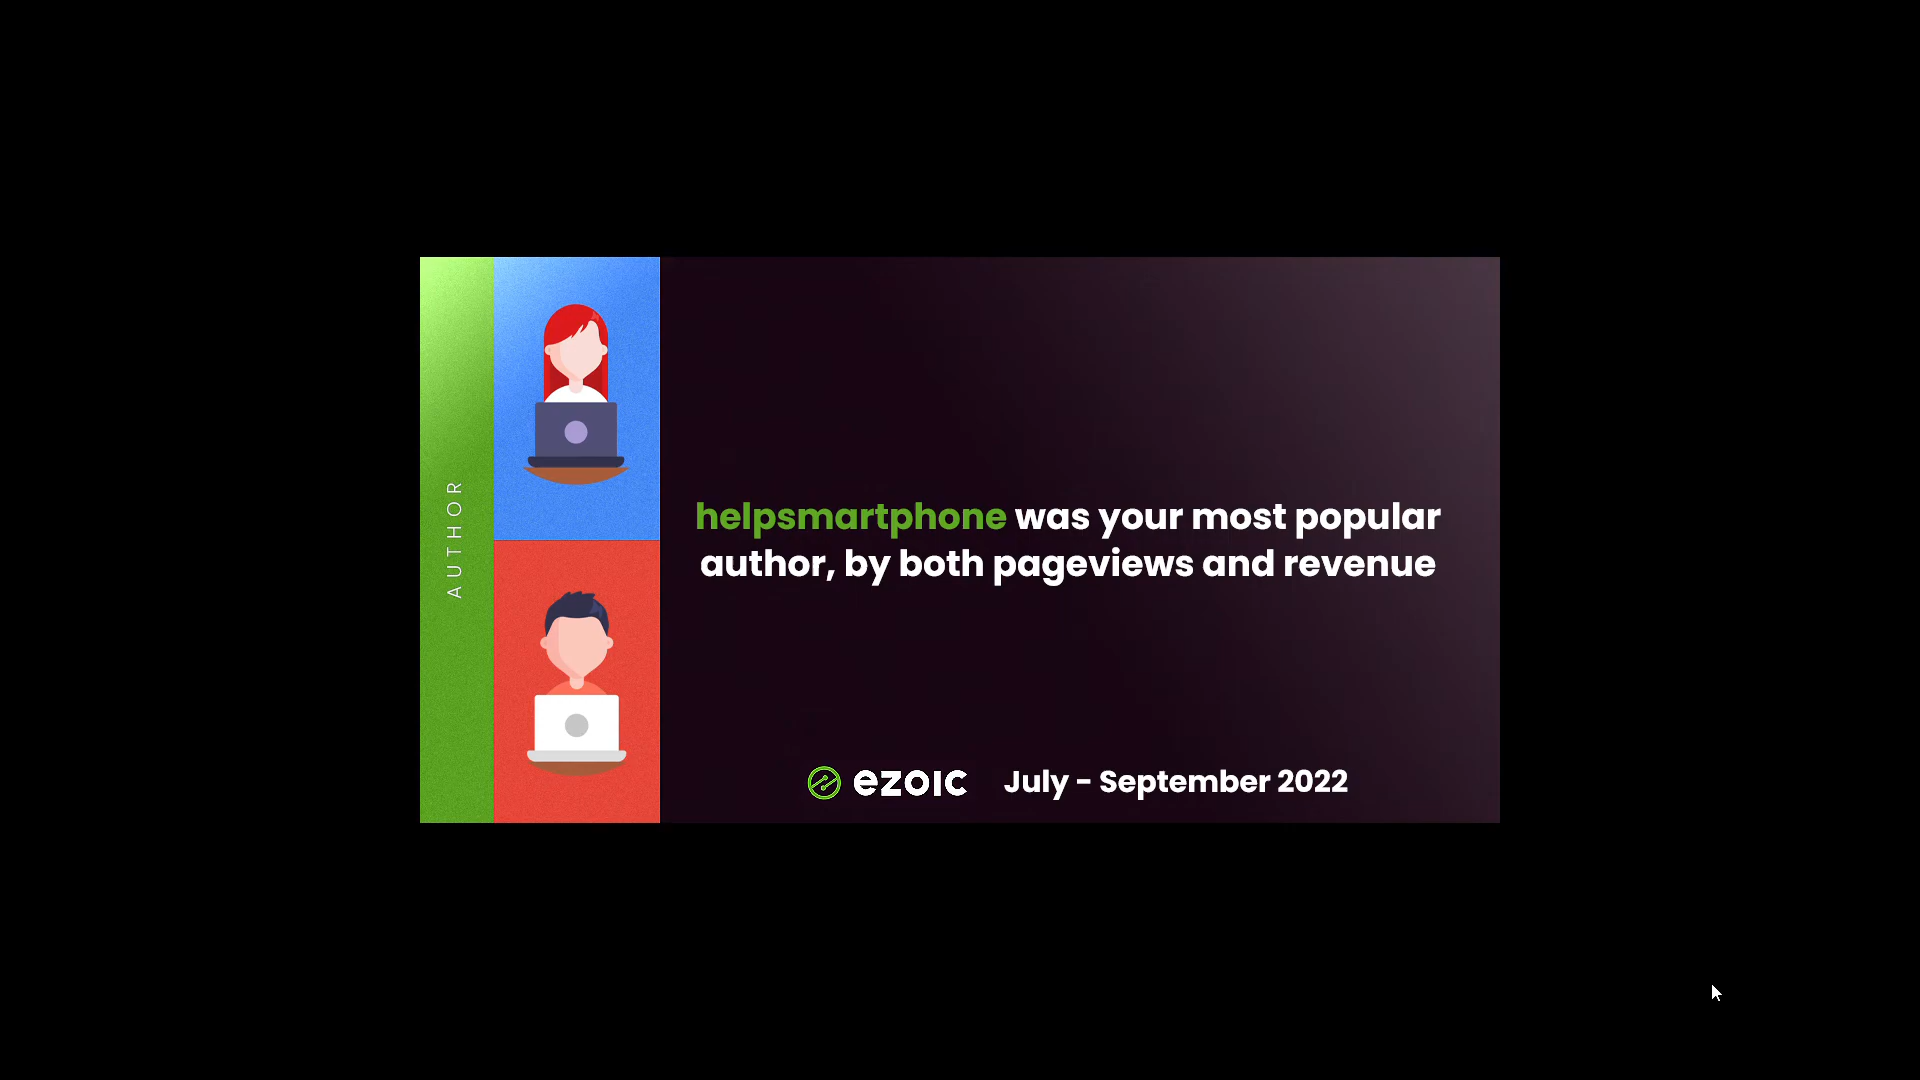 AUTHOR
helpsmartphone was your most popular
author, by both pageviews and revenue
ezoic July - September 2022